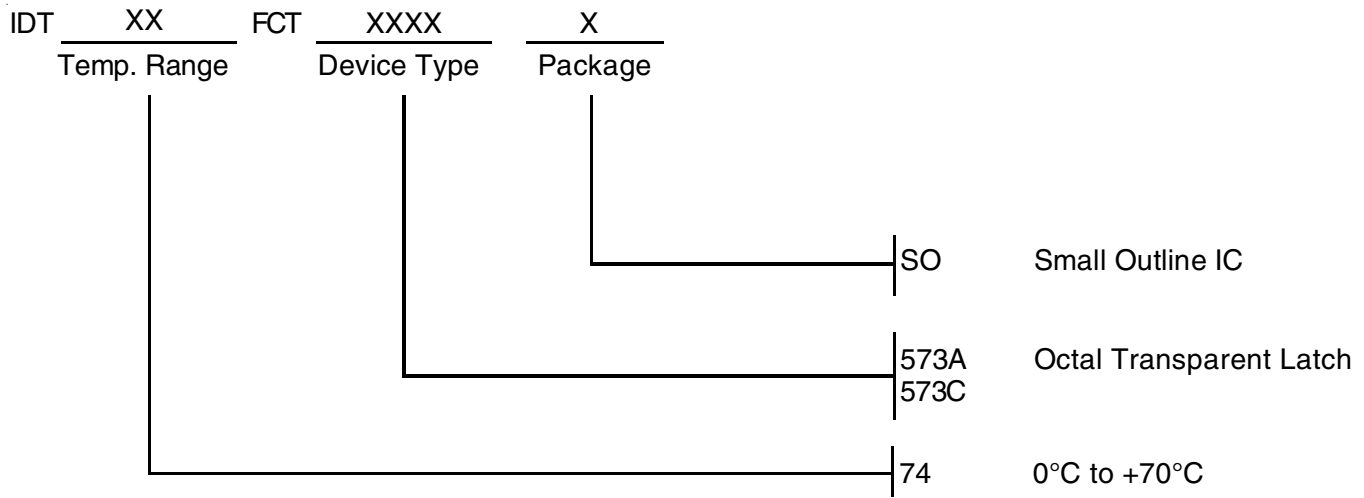 IDT XX FCT XXXX X
Temp. Range Device Type Package
SO Small Outline IC
573A Octal Transparent Latch
573C
74 0°C to +70°C